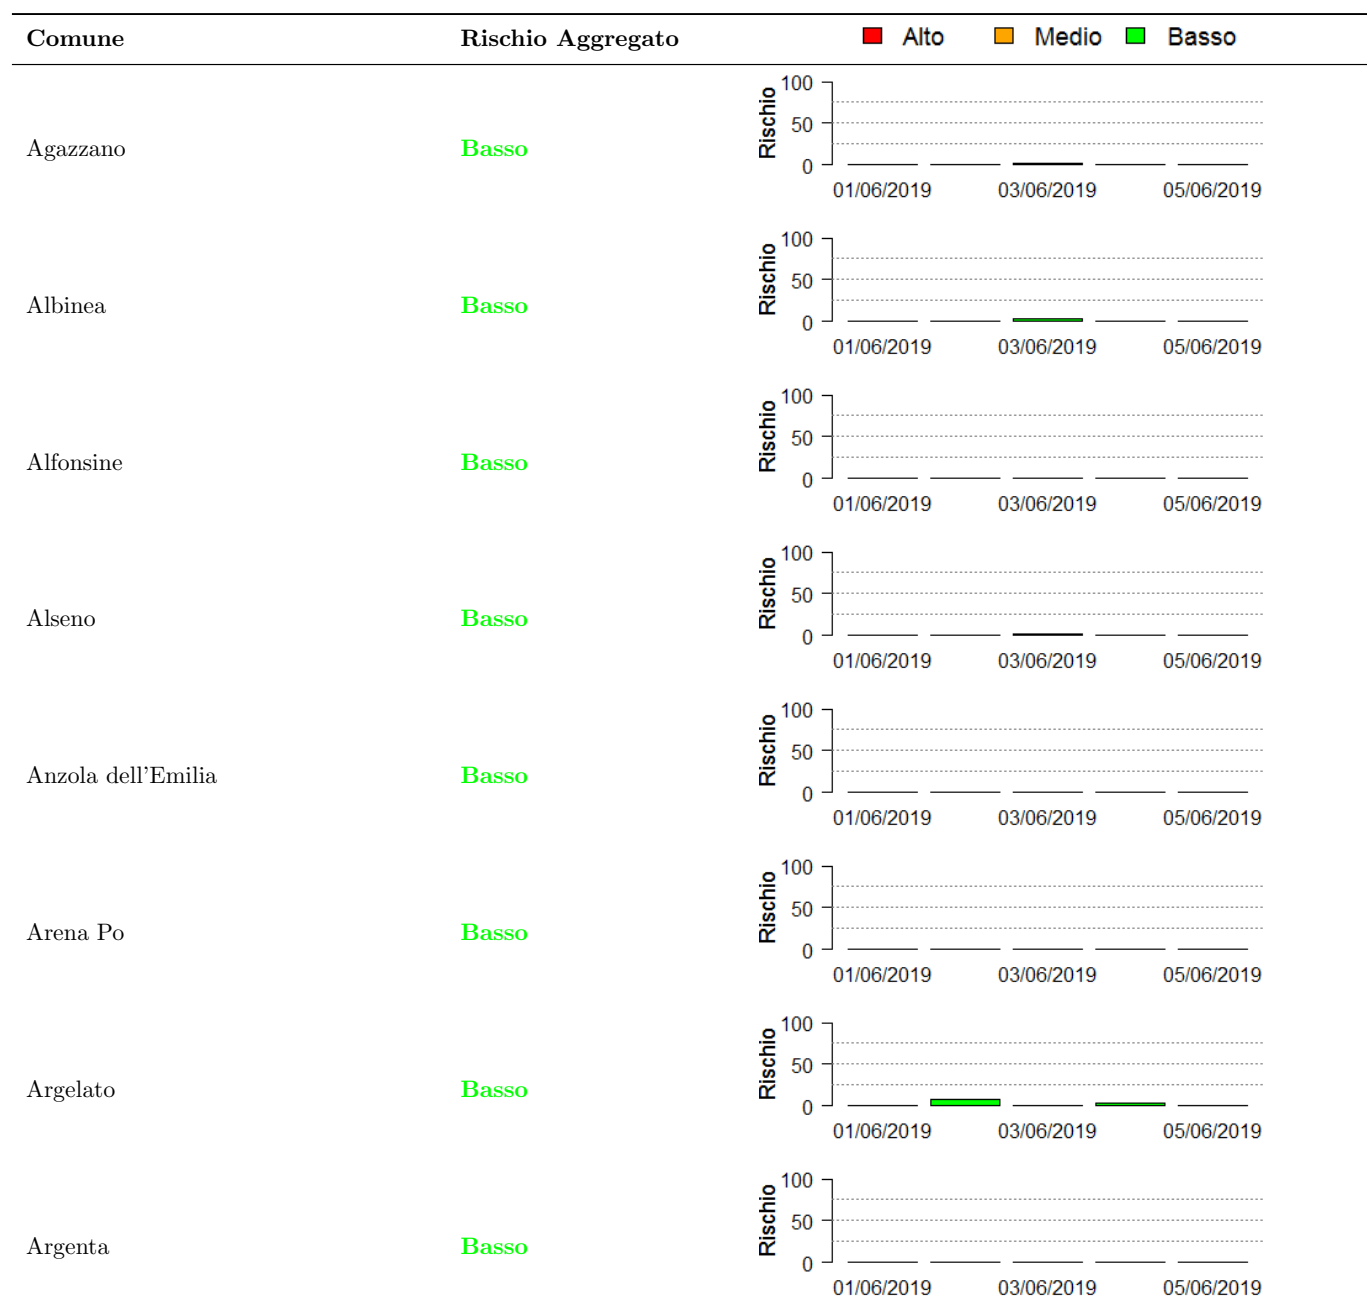 Comune Rischio Aggregato Alto Medio Basso
Agazzano Basso
Rischio
100
50
0
01/06/2019 03/06/2019 05/06/2019
Albinea Basso
Rischio
100
50
0
01/06/2019 03/06/2019 05/06/2019
Alfonsine Basso
Rischio
100
50
0
01/06/2019 03/06/2019 05/06/2019
Alseno Basso
Rischio
100
50
0
01/06/2019 03/06/2019 05/06/2019
Anzola dell'Emilia Basso
Rischio
100
50
0
01/06/2019 03/06/2019 05/06/2019
Arena Po Basso
Rischio
100
50
0
01/06/2019 03/06/2019 05/06/2019
Argelato Basso
Rischio
100
50
0
01/06/2019 03/06/2019 05/06/2019
Argenta Basso
Rischio
100
50
0
01/06/2019 03/06/2019 05/06/2019